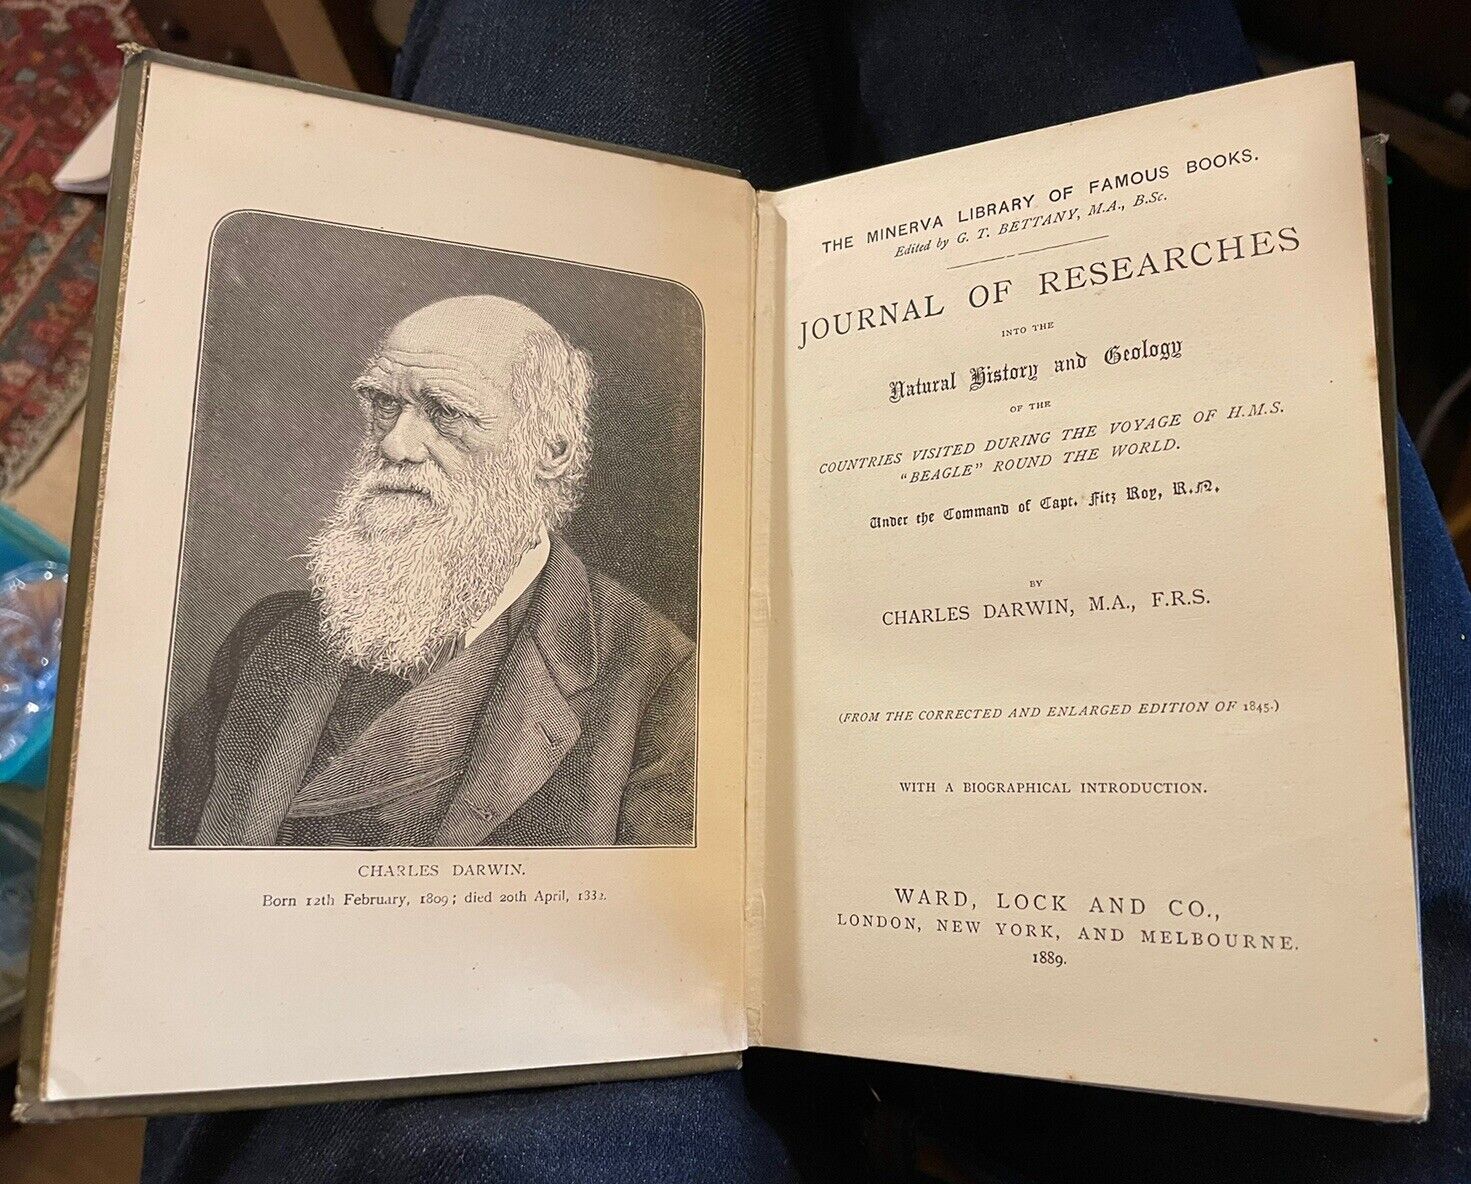 CHARLES DARWIN.
Born 12th February, 1809; died 20th April, 1882.
THE MINERVA LIBRARY OF FAMOUS BOOKS.
Edited by G. T. BETTANY, M.A., B.Sc.
JOURNAL OF RESEARCHES
INTO THE
Natural History and Geology
OF THE
COUNTRIES VISITED DURING THE VOYAGE OF H.M.S.
"BEAGLE" ROUND THE WORLD.
Under the Command of Capt. Fitz Roy, R.N.
BY
CHARLES DARWIN, M.A., F.R.S.
(FROM THE CORRECTED AND ENLARGED EDITION OF 1845.)
WITH A BIOGRAPHICAL INTRODUCTION.
WARD, LOCK AND CO.,
LONDON, NEW YORK, AND MELBOURNE.
1889.